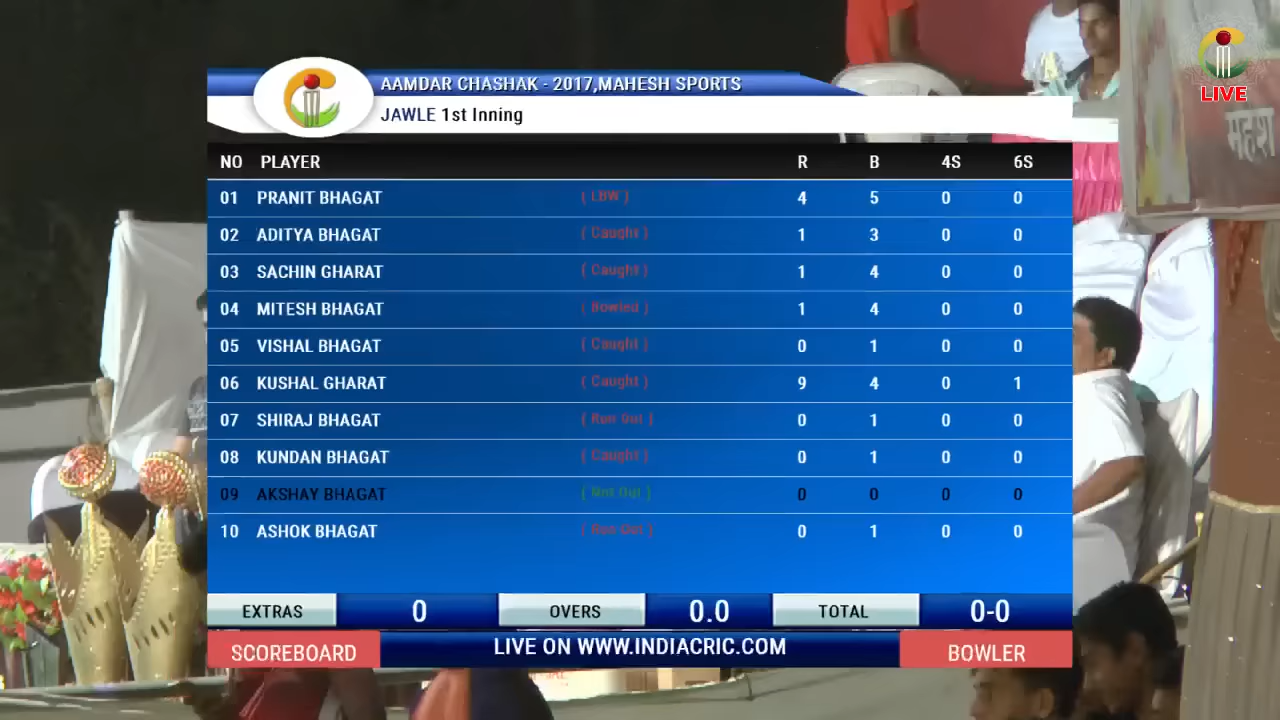 AAMDAR CHASHAK - 2017,MAHESH SPORTS
LIVE
JAWLE 1st Inning
महेश
NO PLAYER R B 4S 6S
01 PRANIT BHAGAT ( LBW ) 4 5 0 0
02 ADITYA BHAGAT ( Caught ) 1 3 0 0
03 SACHIN GHARAT ( Caught ) 1 4 0 0
04 MITESH BHAGAT ( Bowled ) 1 4 0 0
05 VISHAL BHAGAT ( Caught ) 0 1 0 0
06 KUSHAL GHARAT ( Caught ) 9 4 0 1
07 SHIRAJ BHAGAT ( Run Out ) 0 1 0 0
08 KUNDAN BHAGAT ( Caught ) 0 1 0 0
09 AKSHAY BHAGAT ( Not Out ) 0 0 0 0
10 ASHOK BHAGAT ( Run Out ) 0 1 0 0
EXTRAS 0 OVERS 0.0 TOTAL 0-0
SCOREBOARD LIVE ON WWW.INDIACRIC.COM BOWLER